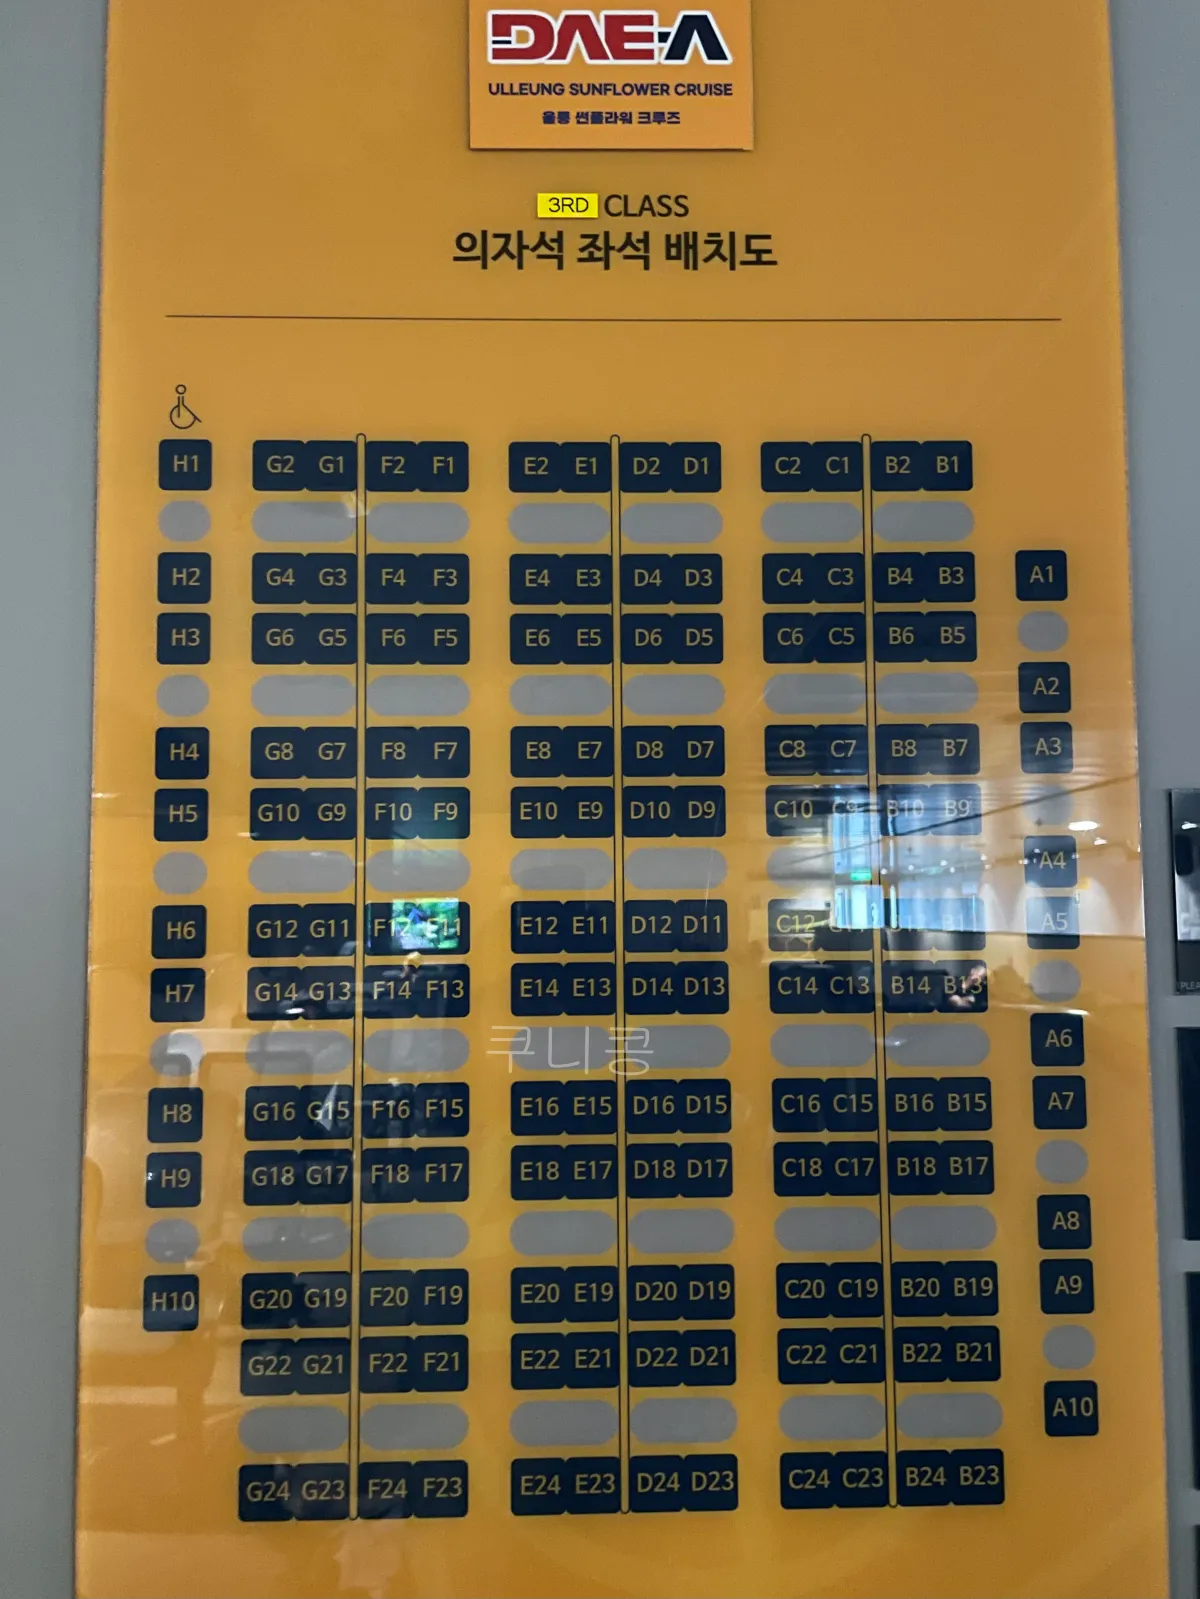 DAE-A
ULLEUNG SUNFLOWER CRUISE
울릉 썬플라워 크루즈
3RD CLASS
의자석 좌석 배치도
H1 G2 G1 F2 F1 E2 E1 D2 D1 C2 C1 B2 B1
H2 G4 G3 F4 F3 E4 E3 D4 D3 C4 C3 B4 B3 A1
H3 G6 G5 F6 F5 E6 E5 D6 D5 C6 C5 B6 B5
A2
H4 G8 G7 F8 F7 E8 E7 D8 D7 C8 C7 B8 B7 A3
H5 G10 G9 F10 F9 E10 E9 D10 D9 C10 C9 B10 B9
A4
H6 G12 G11 F12 F11 E12 E11 D12 D11 C12 C11 B12 B11 A5
H7 G14 G13 F14 F13 E14 E13 D14 D13 C14 C13 B14 B13
쿠니콩
A6
H8 G16 G15 F16 F15 E16 E15 D16 D15 C16 C15 B16 B15 A7
H9 G18 G17 F18 F17 E18 E17 D18 D17 C18 C17 B18 B17
A8
H10 G20 G19 F20 F19 E20 E19 D20 D19 C20 C19 B20 B19 A9
G22 G21 F22 F21 E22 E21 D22 D21 C22 C21 B22 B21
A10
G24 G23 F24 F23 E24 E23 D24 D23 C24 C23 B24 B23